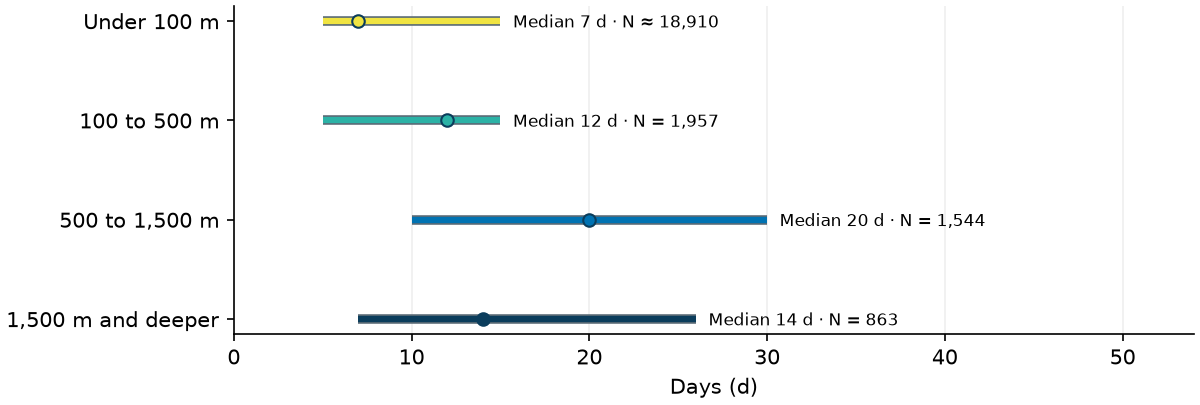 Under 100 m
Median 7 d · N ≈ 18,910
100 to 500 m
Median 12 d · N = 1,957
500 to 1,500 m
Median 20 d · N = 1,544
1,500 m and deeper
Median 14 d · N = 863
0 10 20 30 40 50
Days (d)